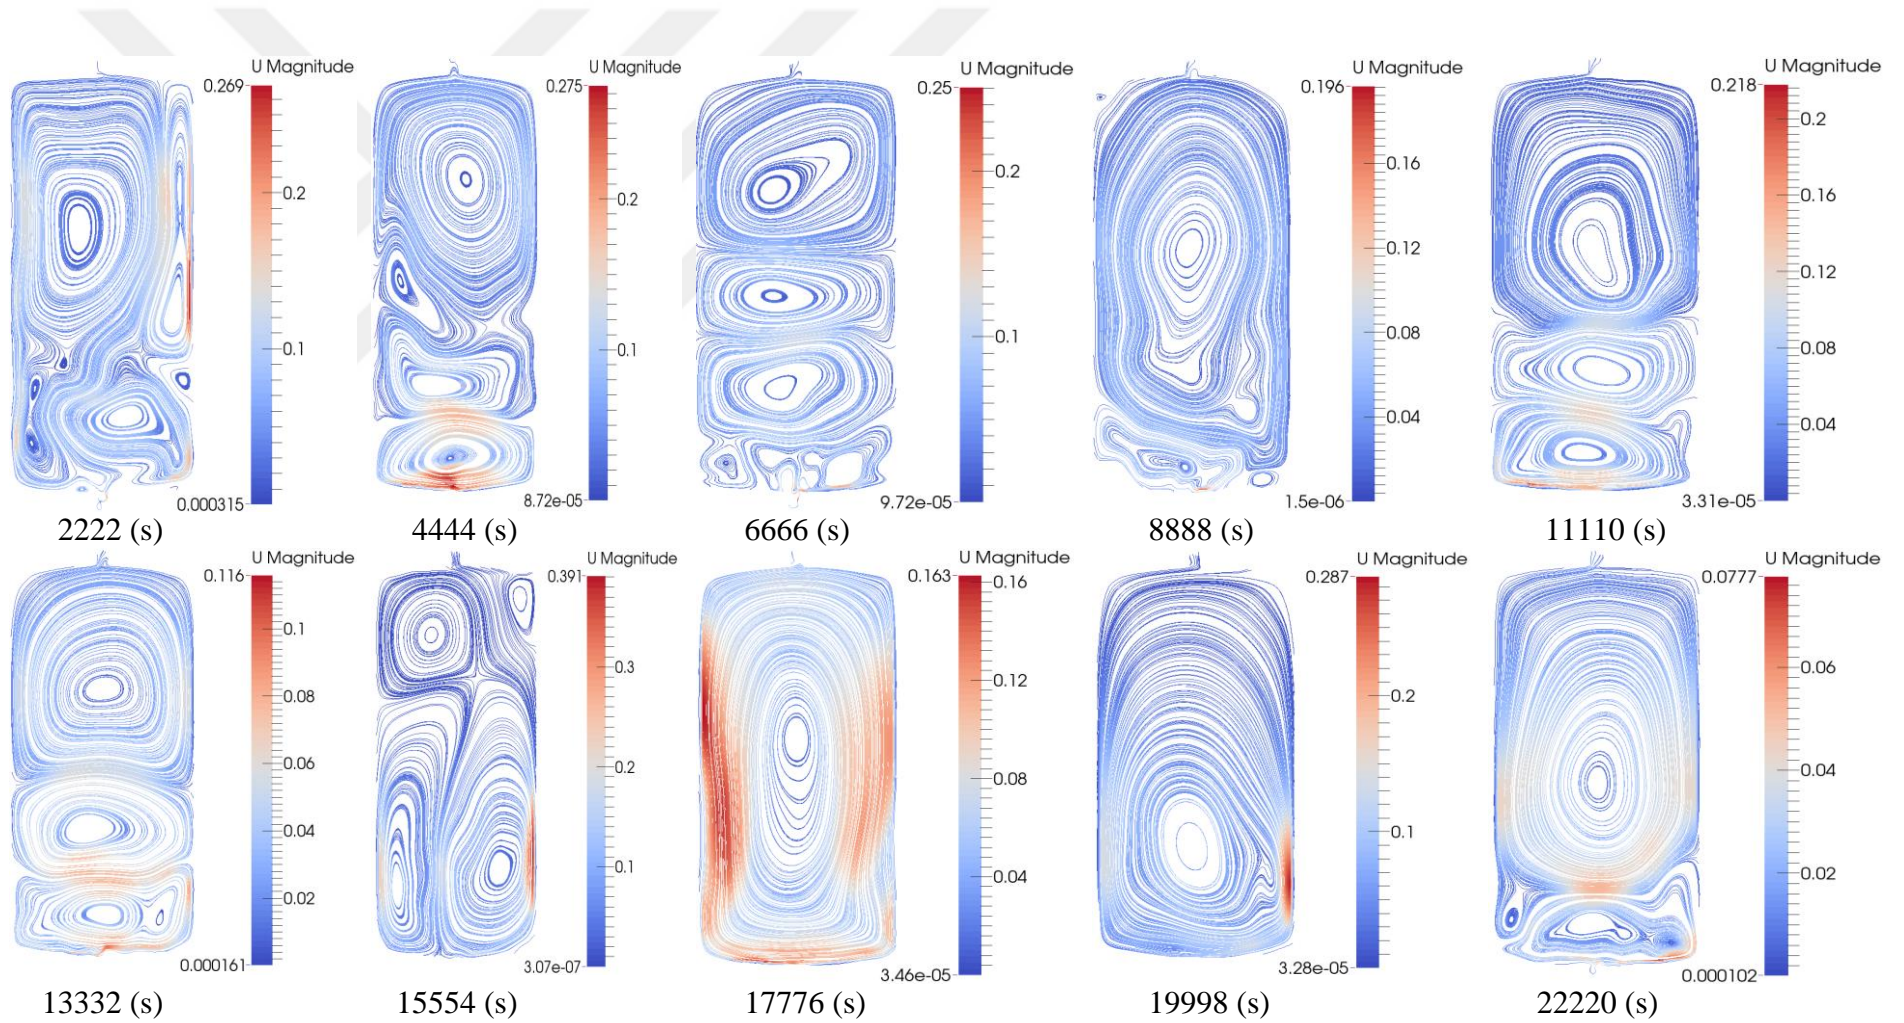 U Magnitude
0.269
0.2
0.1
0.000315
2222 (s)
U Magnitude
0.275
0.2
0.1
8.72e-05
4444 (s)
U Magnitude
0.25
0.2
0.1
9.72e-05
6666 (s)
U Magnitude
0.196
0.16
0.12
0.08
0.04
1.5e-06
8888 (s)
U Magnitude
0.218
0.2
0.16
0.12
0.08
0.04
3.31e-05
11110 (s)
U Magnitude
0.116
0.1
0.08
0.06
0.04
0.02
0.000161
13332 (s)
U Magnitude
0.391
0.3
0.2
0.1
3.07e-07
15554 (s)
U Magnitude
0.163
0.16
0.12
0.08
0.04
3.46e-05
17776 (s)
U Magnitude
0.287
0.2
0.1
3.28e-05
19998 (s)
U Magnitude
0.0777
0.06
0.04
0.02
0.000102
22220 (s)